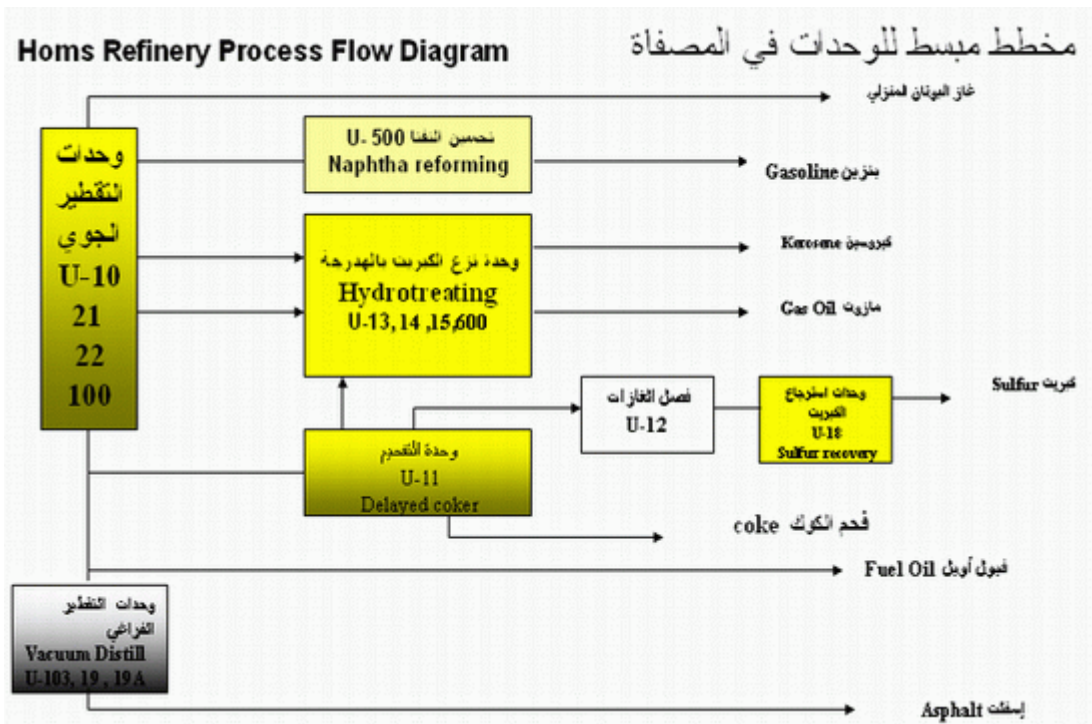 Homs Refinery Process Flow Diagram
مخطط مبسط للوحدات في المصفاة
غاز البوتان المنزلي
وحدات
التقطير
الجوي
U-10
21
22
100
تحسين النفثا U- 500
Naphtha reforming
Gasoline بنزين
وحدة نزع الكبريت بالهدرجة
Hydrotreating
U-13, 14 ,15,600
Kerosene كيروسين
Gas Oil مازوت
فصل الغازات
U-12
وحدات استرجاع
الكبريت
U-18
Sulfur recovery
Sulfur كبريت
وحدة التفحيم
U-11
Delayed coker
coke فحم الكوك
Fuel Oil فيول أويل
وحدات التقطير
الفراغي
Vacuum Distill
U-103, 19 , 19A
Asphalt إسفلت